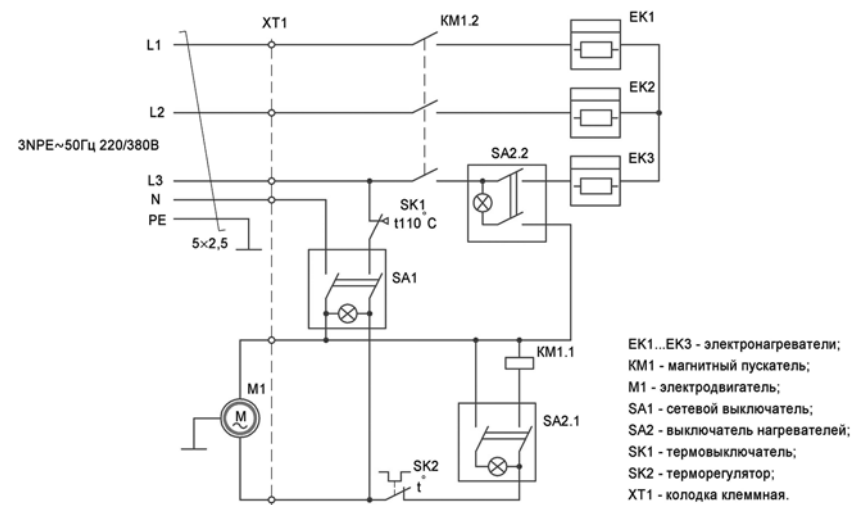 XT1
KM1.2
EK1
L1
EK2
L2
3NPE~50Гц 220/380В
SA2.2
EK3
L3
N
SK1
PE
t110°C
5×2,5
SA1
KM1.1
M1
M
SA2.1
SK2
t°
EK1...EK3 - электронагреватели;
KM1 - магнитный пускатель;
M1 - электродвигатель;
SA1 - сетевой выключатель;
SA2 - выключатель нагревателей;
SK1 - термовыключатель;
SK2 - терморегулятор;
XT1 - колодка клеммная.